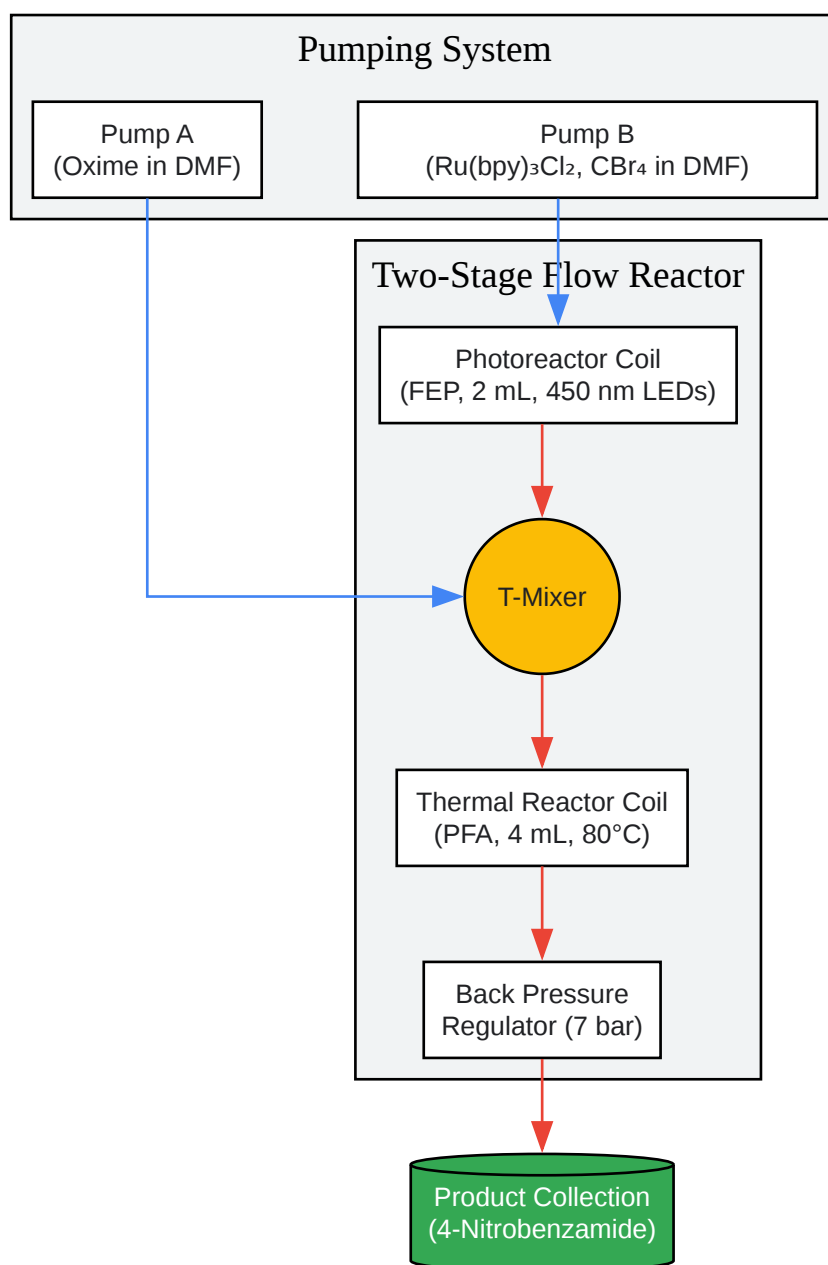 Pumping System
Pump A
(Oxime in DMF)
Pump B
(Ru(bpy)₃Cl₂, CBr₄ in DMF)
Two-Stage Flow Reactor
Photoreactor Coil
(FEP, 2 mL, 450 nm LEDs)
T-Mixer
Thermal Reactor Coil
(PFA, 4 mL, 80°C)
Back Pressure
Regulator (7 bar)
Product Collection
(4-Nitrobenzamide)